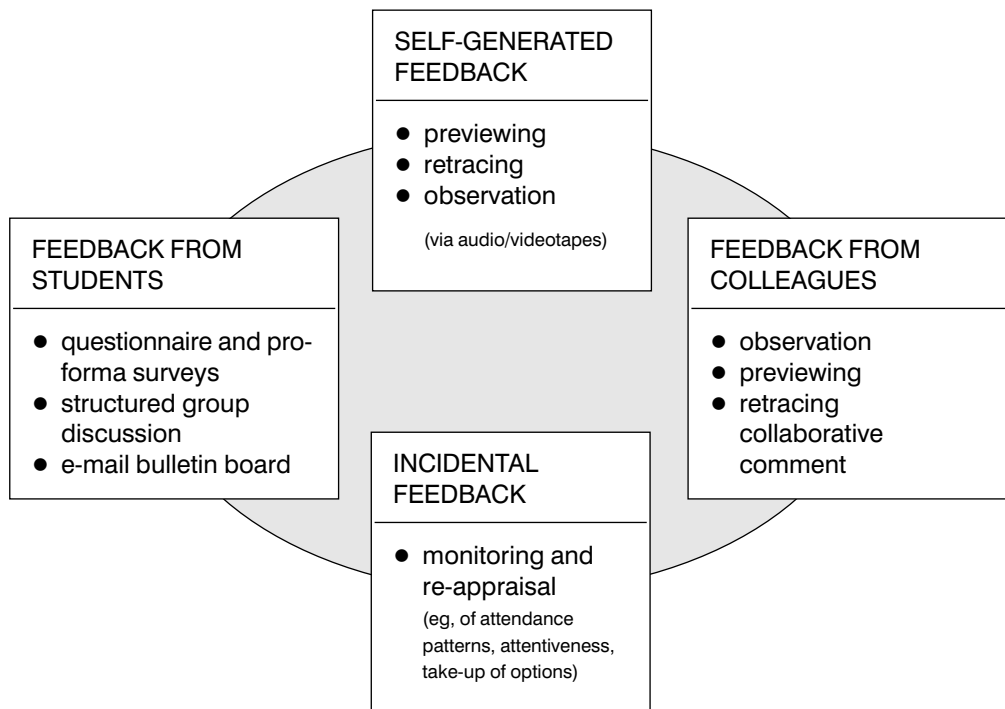 SELF-GENERATED
FEEDBACK
● previewing
● retracing
● observation
(via audio/videotapes)
FEEDBACK FROM
STUDENTS
● questionnaire and pro-
forma surveys
● structured group
discussion
● e-mail bulletin board
FEEDBACK FROM
COLLEAGUES
● observation
● previewing
● retracing
collaborative
comment
INCIDENTAL
FEEDBACK
● monitoring and
re-appraisal
(eg, of attendance
patterns, attentiveness,
take-up of options)